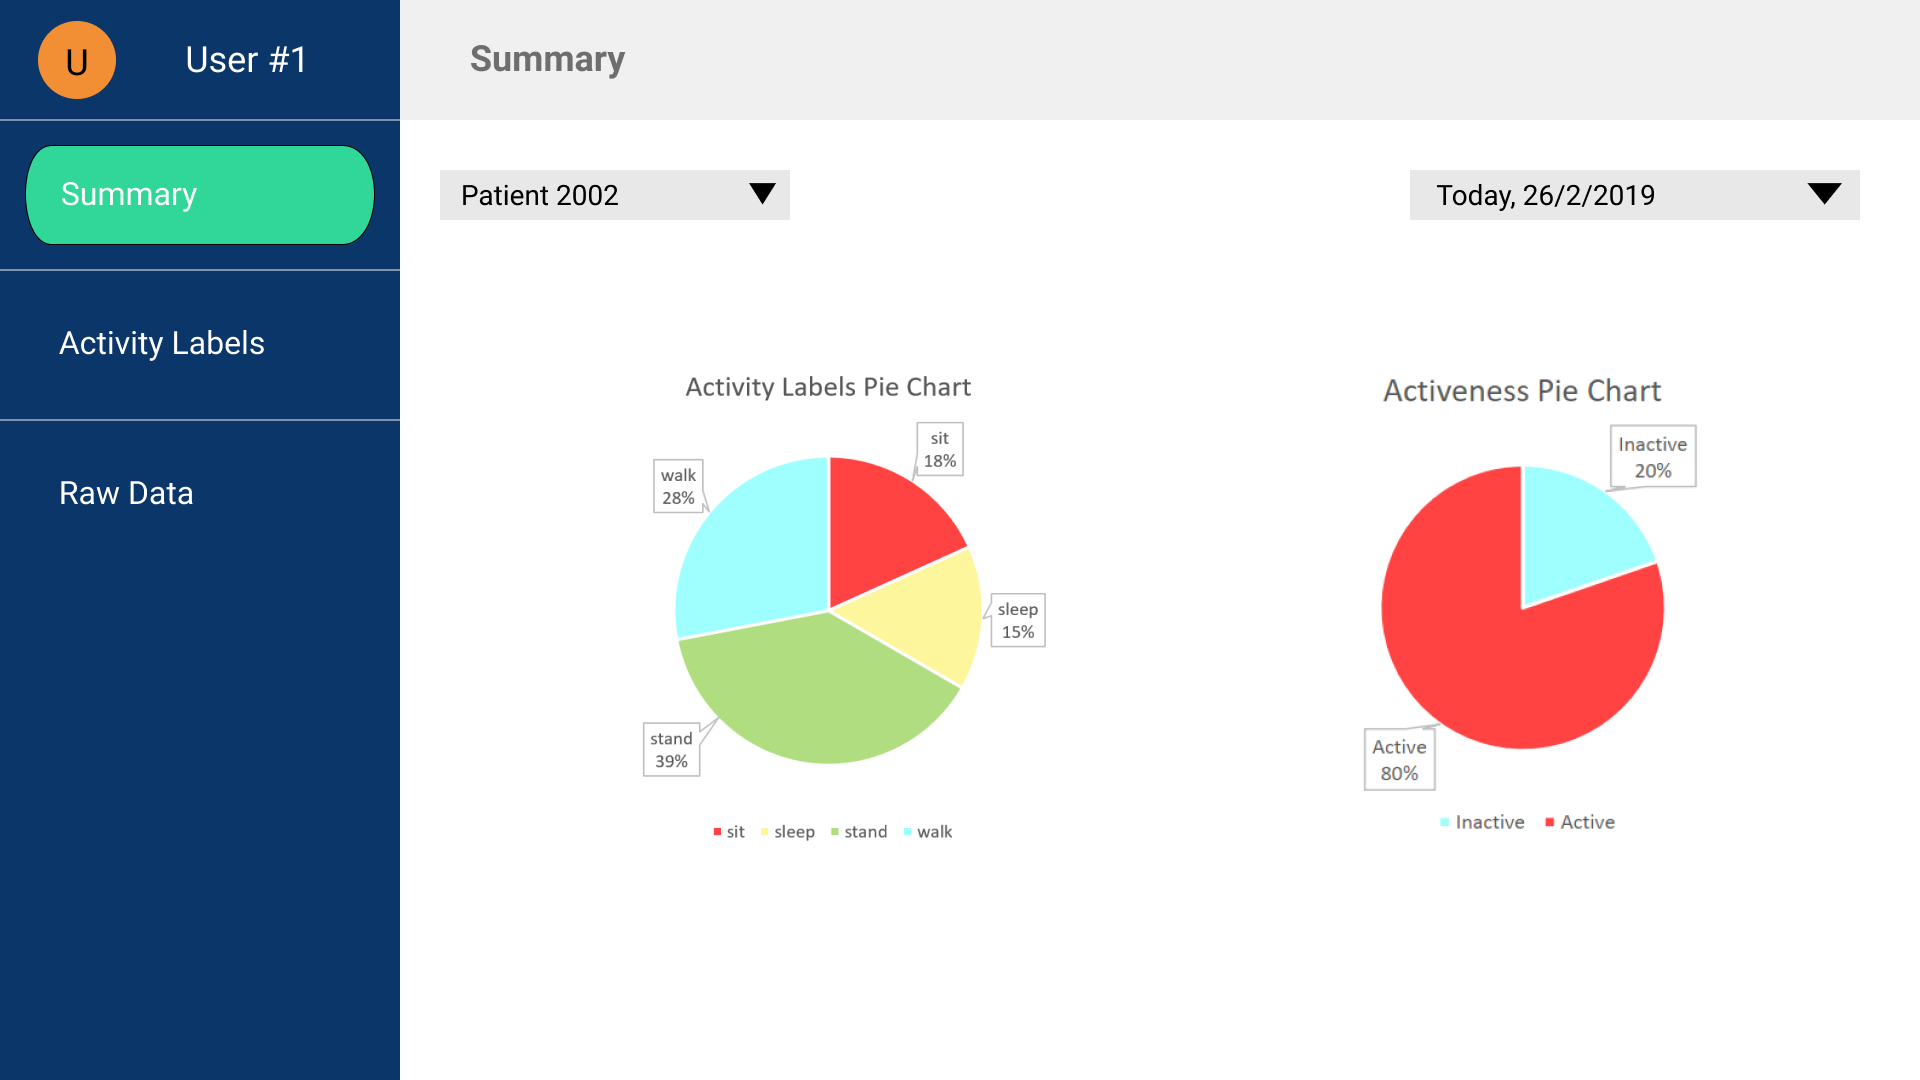 U
User #1
Summary
Activity Labels
Raw Data
Summary
Patient 2002
Today, 26/2/2019
Activity Labels Pie Chart
sit
18%
walk
28%
sleep
15%
stand
39%
sit sleep stand walk
Activeness Pie Chart
Inactive
20%
Active
80%
Inactive Active